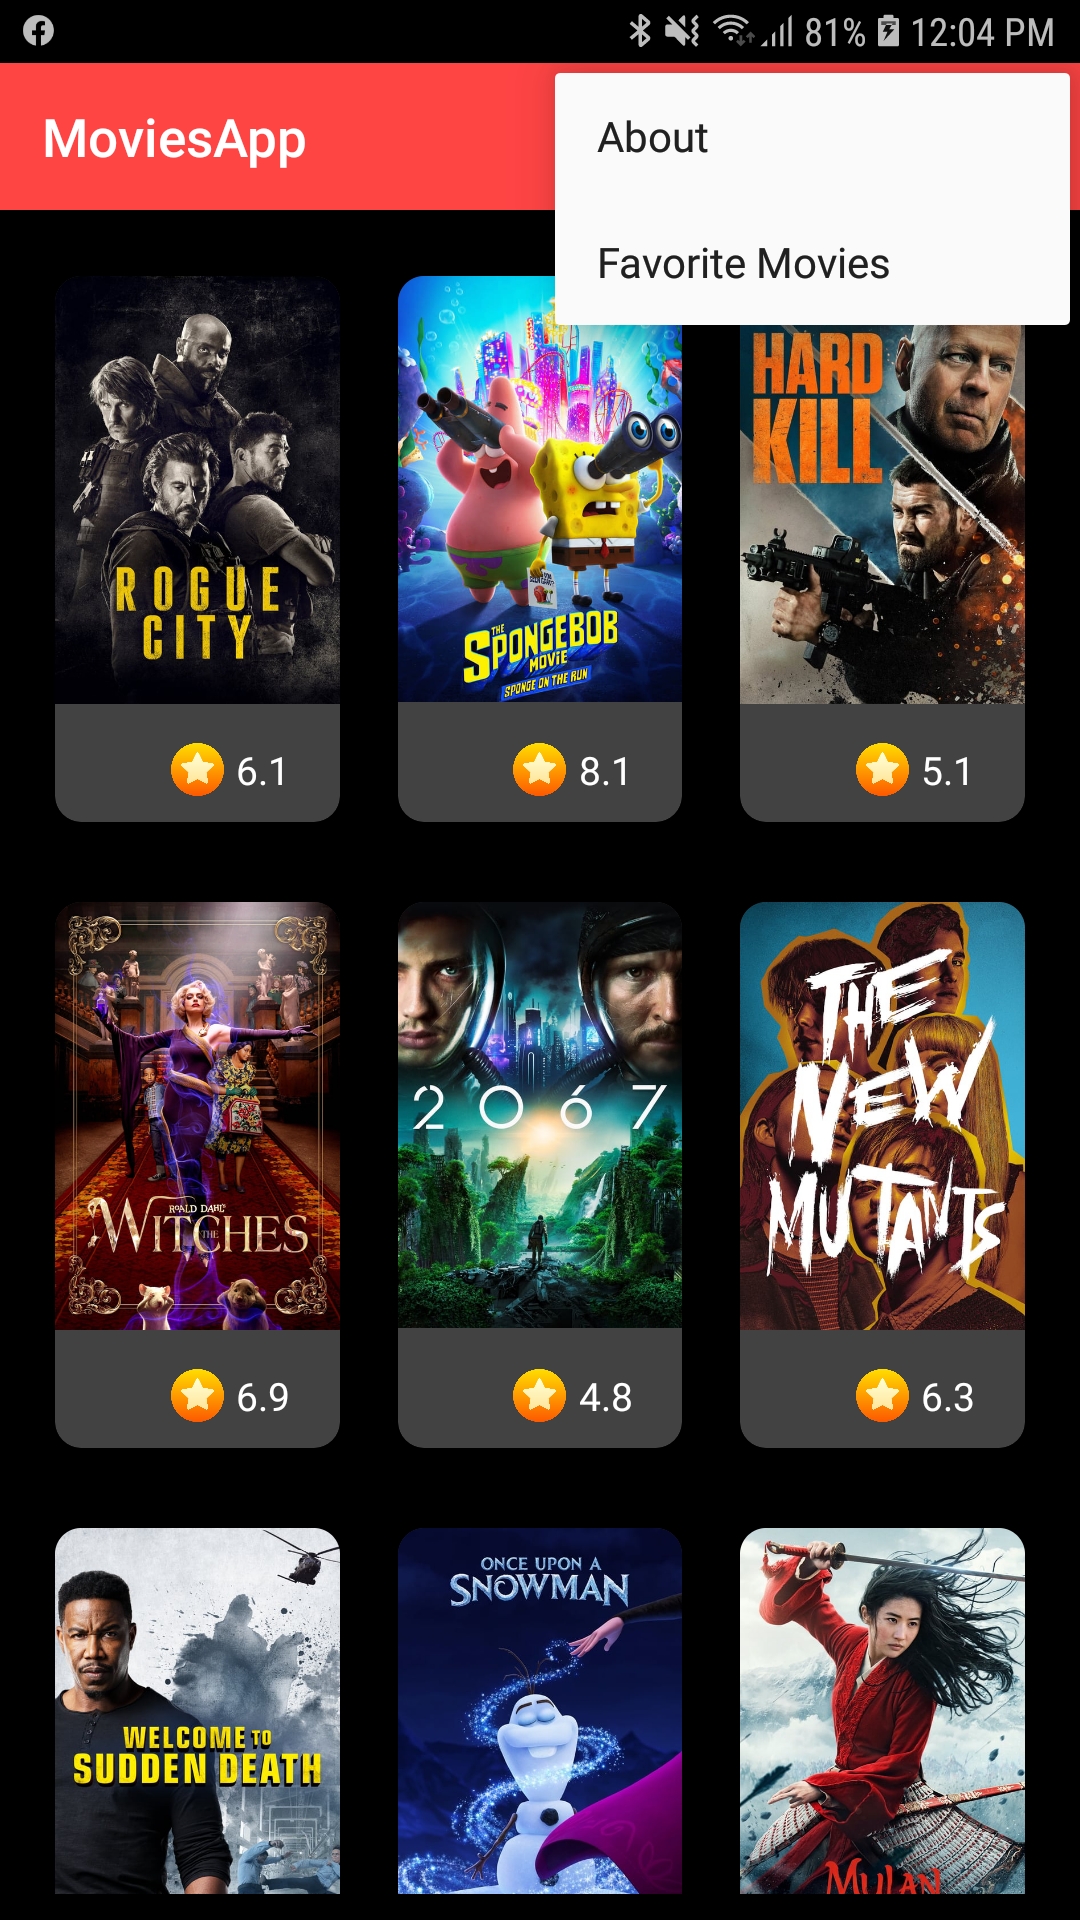 81% 12:04 PM
MoviesApp
About
Favorite Movies
ROGUE
CITY
THE
SPONGEBOB
MOVIE
SPONGE ON THE RUN
HARD
KILL
6.1
8.1
5.1
ROALD DAHL'S
THE
WITCHES
2067
THE
NEW
MUTANTS
6.9
4.8
6.3
WELCOME TO
SUDDEN DEATH
ONCE UPON A
SNOWMAN
MULAN